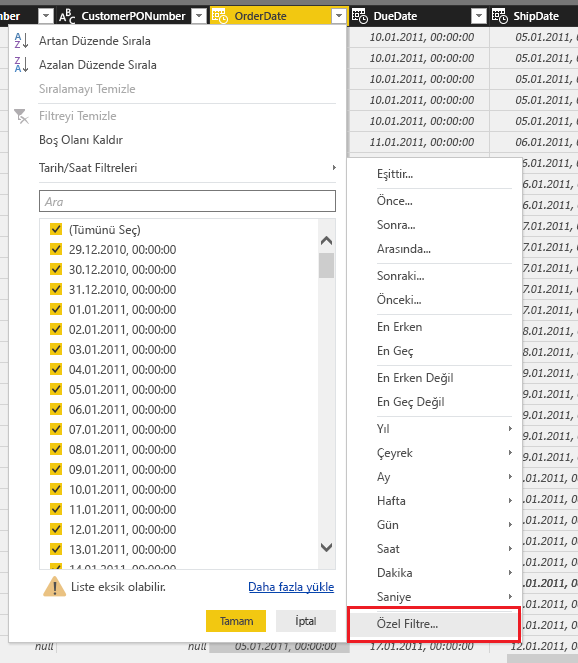 mber CustomerPONumber OrderDate DueDate ShipDate
10.01.2011, 00:00:00 05.01.2011, 0
10.01.2011, 00:00:00 05.01.2011, 0
10.01.2011, 00:00:00 05.01.2011, 0
10.01.2011, 00:00:00 05.01.2011, 0
11.01.2011, 00:00:00 06.01.2011, 0
Artan Düzende Sırala
Azalan Düzende Sırala
Sıralamayı Temizle
Filtreyi Temizle
Boş Olanı Kaldır
Tarih/Saat Filtreleri
Ara
(Tümünü Seç)
29.12.2010, 00:00:00
30.12.2010, 00:00:00
31.12.2010, 00:00:00
01.01.2011, 00:00:00
02.01.2011, 00:00:00
03.01.2011, 00:00:00
04.01.2011, 00:00:00
05.01.2011, 00:00:00
06.01.2011, 00:00:00
07.01.2011, 00:00:00
08.01.2011, 00:00:00
09.01.2011, 00:00:00
10.01.2011, 00:00:00
11.01.2011, 00:00:00
12.01.2011, 00:00:00
13.01.2011, 00:00:00
14.01.2011, 00:00:00
Liste eksik olabilir. Daha fazla yükle
Tamam İptal
Eşittir...
Önce...
Sonra...
Arasında...
Sonraki...
Önceki...
En Erken
En Geç
En Erken Değil
En Geç Değil
Yıl
Çeyrek
Ay
Hafta
Gün
Saat
Dakika
Saniye
Özel Filtre...
null null 05.01.2011, 00:00:00 17.01.2011, 00:00:00 12.01.2011, 0